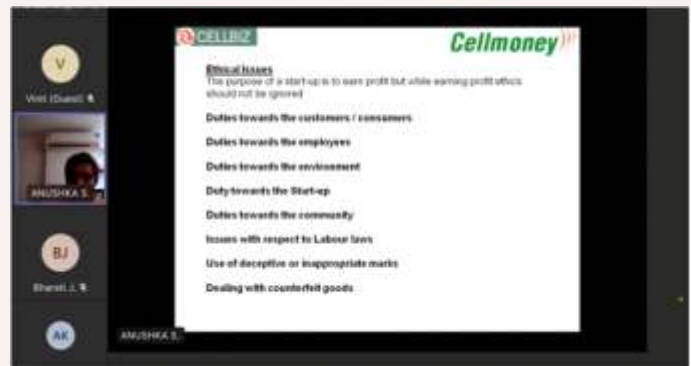 CELLBIZ
Cellmoney
Ethical Issues
The purpose of a start-up is to earn profit but while earning profit ethics
should not be ignored
Duties towards the customers / consumers
Duties towards the employees
Duties towards the environment
Duty towards the Start-up
Duties towards the community
Issues with respect to Labour laws
Use of deceptive or inappropriate marks
Dealing with counterfeit goods
V
(Guest)
ANUSHKA S.
BJ
Bharati J.
AK
ANUSHKA S.